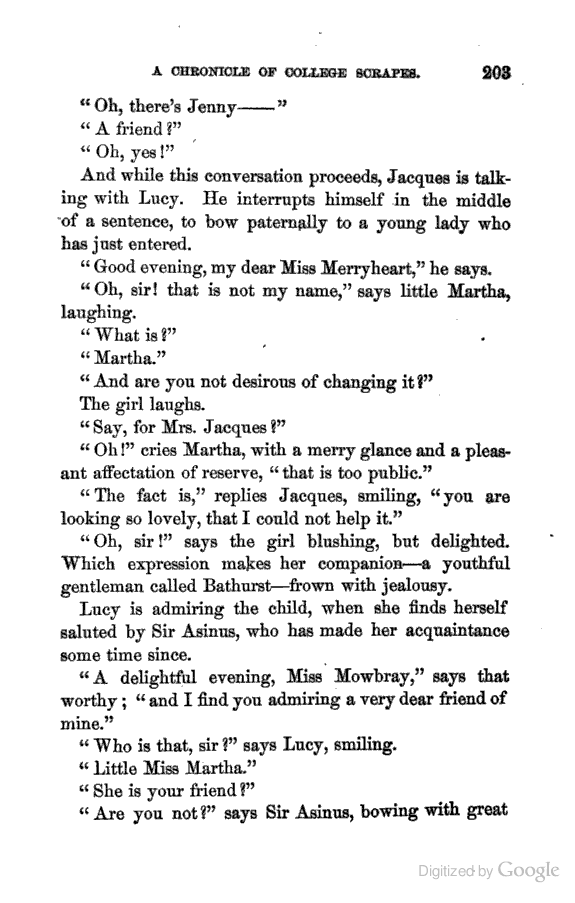 A CHRONICLE OF COLLEGE SCRAPES. 203
“Oh, there’s Jenny——”
“A friend?”
“Oh, yes!”
And while this conversation proceeds, Jacques is talk-
ing with Lucy. He interrupts himself in the middle
of a sentence, to bow paternally to a young lady who
has just entered.
“Good evening, my dear Miss Merryheart,” he says.
“Oh, sir! that is not my name,” says little Martha,
laughing.
“What is?”
“Martha.”
“And are you not desirous of changing it?”
The girl laughs.
“Say, for Mrs. Jacques?”
“Oh!” cries Martha, with a merry glance and a pleas-
ant affectation of reserve, “that is too public.”
“The fact is,” replies Jacques, smiling, “you are
looking so lovely, that I could not help it.”
“Oh, sir!” says the girl blushing, but delighted.
Which expression makes her companion—a youthful
gentleman called Bathurst—frown with jealousy.
Lucy is admiring the child, when she finds herself
saluted by Sir Asinus, who has made her acquaintance
some time since.
“A delightful evening, Miss Mowbray,” says that
worthy; “and I find you admiring a very dear friend of
mine.”
“Who is that, sir?” says Lucy, smiling.
“Little Miss Martha.”
“She is your friend?”
“Are you not?” says Sir Asinus, bowing with great
Digitized by Google